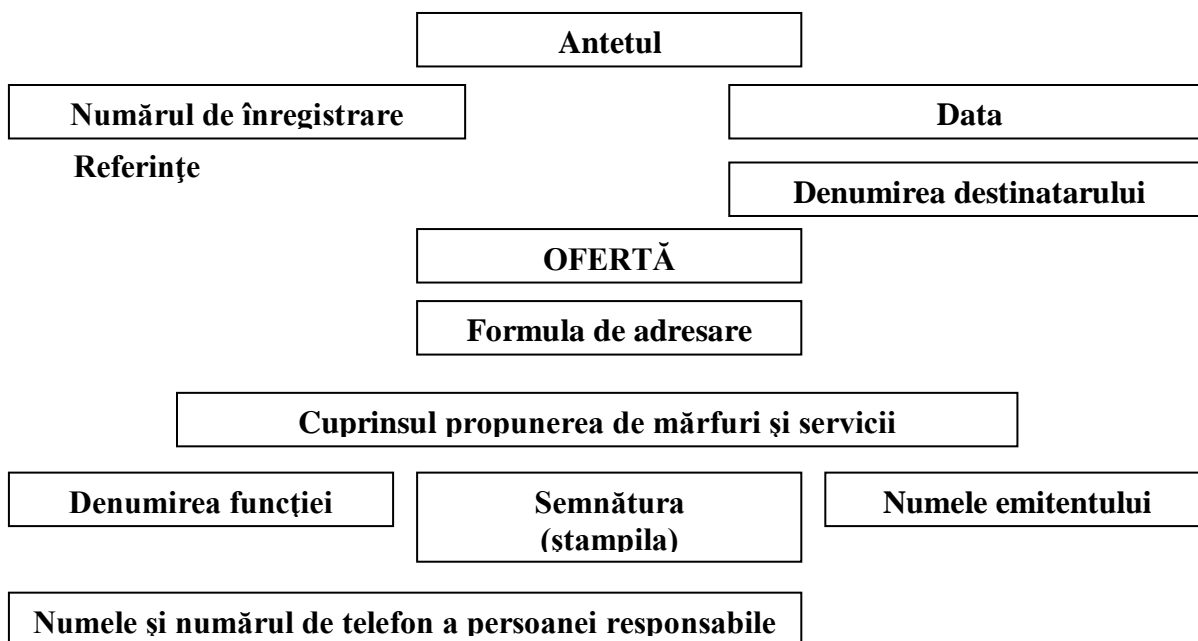 Antetul
Numărul de înregistrare
Data
Referinţe
Denumirea destinatarului
OFERTĂ
Formula de adresare
Cuprinsul propunerea de mărfuri şi servicii
Denumirea funcţiei
Semnătura
(ştampila)
Numele emitentului
Numele şi numărul de telefon a persoanei responsabile